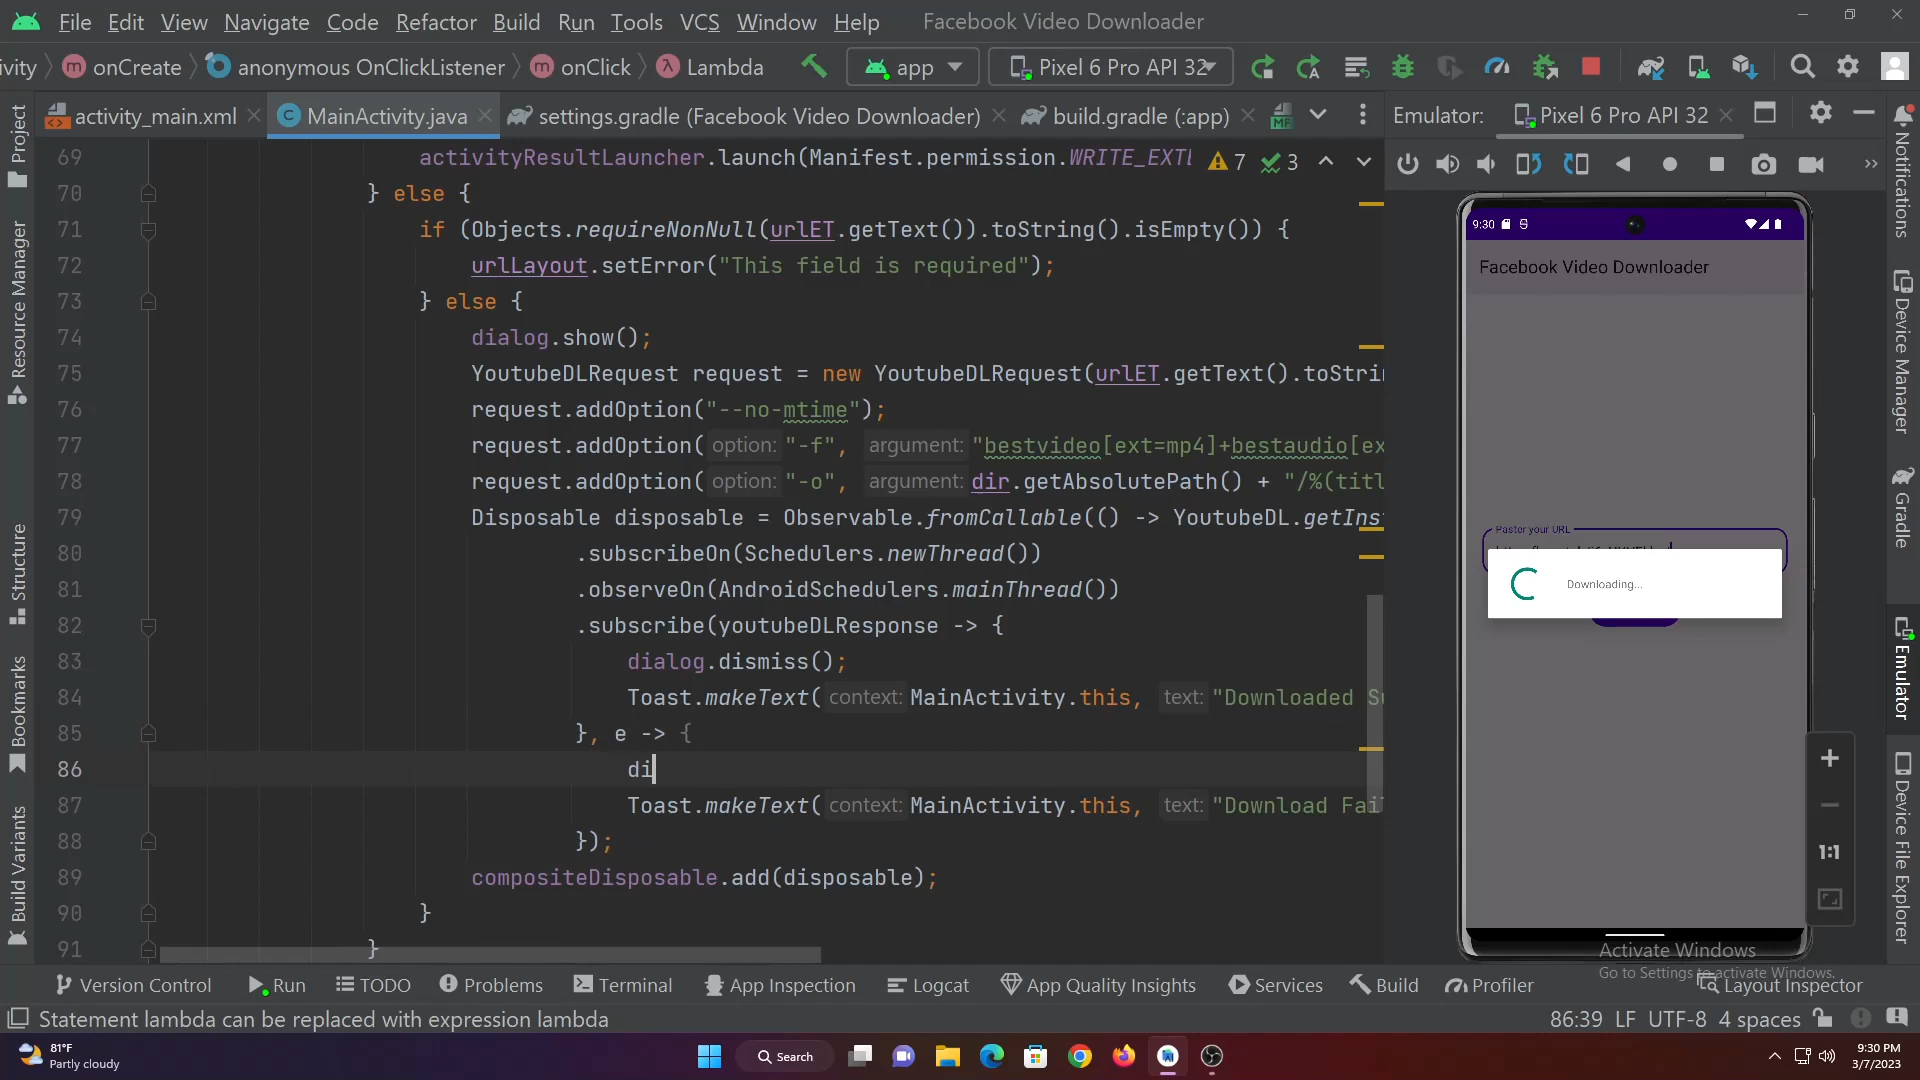 File Edit View Navigate Code Refactor Build Run Tools VCS Window Help Facebook Video Downloader
ivity onCreate anonymous OnClickListener onClick Lambda app Pixel 6 Pro API 32
activity_main.xml MainActivity.java settings.gradle (Facebook Video Downloader) build.gradle (:app) Emulator: Pixel 6 Pro API 32
Project
Resource Manager
Structure
Bookmarks
Build Variants
69 activityResultLauncher.launch(Manifest.permission.WRITE_EXTE 7 3
70 } else {
71 if (Objects.requireNonNull(urlET.getText()).toString().isEmpty()) {
72 urlLayout.setError("This field is required");
73 } else {
74 dialog.show();
75 YoutubeDLRequest request = new YoutubeDLRequest(urlET.getText().toStrin
76 request.addOption("--no-mtime");
77 request.addOption( option: "-f", argument: "bestvideo[ext=mp4]+bestaudio[ex
78 request.addOption( option: "-o", argument: dir.getAbsolutePath() + "/%(titl
79 Disposable disposable = Observable.fromCallable(() -> YoutubeDL.getIns
80 .subscribeOn(Schedulers.newThread())
81 .observeOn(AndroidSchedulers.mainThread())
82 .subscribe(youtubeDLResponse -> {
83 dialog.dismiss();
84 Toast.makeText( context: MainActivity.this, text: "Downloaded S
85 }, e -> {
86 di
87 Toast.makeText( context: MainActivity.this, text: "Download Fai
88 });
89 compositeDisposable.add(disposable);
90 }
91 }
9:30
Facebook Video Downloader
Paster your URL
Downloading...
1:1
Notifications
Device Manager
Gradle
Emulator
Device File Explorer
Activate Windows
Go to Settings to activate Windows.
Version Control Run TODO Problems Terminal App Inspection Logcat App Quality Insights Services Build Profiler Layout Inspector
Statement lambda can be replaced with expression lambda 86:39 LF UTF-8 4 spaces
81°F
Partly cloudy
Search
9:30 PM
3/7/2023